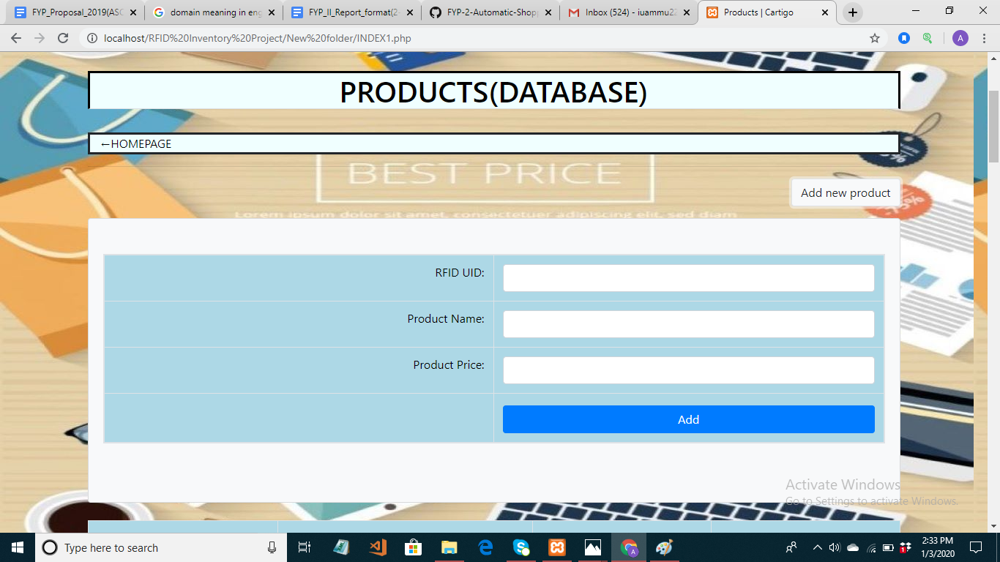 FYP_Proposal_2019(ASC
domain meaning in eng
FYP_II_Report_format(2-
FYP-2-Automatic-Shop
Inbox (524) - iuammu22
Products | Cartigo
localhost/RFID%20Inventory%20Project/New%20folder/INDEX1.php
A
PRODUCTS(DATABASE)
←HOMEPAGE
BEST PRICE
Lorem ipsum dolor sit amet, consectetuer adipiscing elit, sed diam
Add new product
-15%
RFID UID:
Product Name:
Product Price:
Add
Activate Windows
Go to Settings to activate Windows.
Type here to search
2:33 PM
1/3/2020